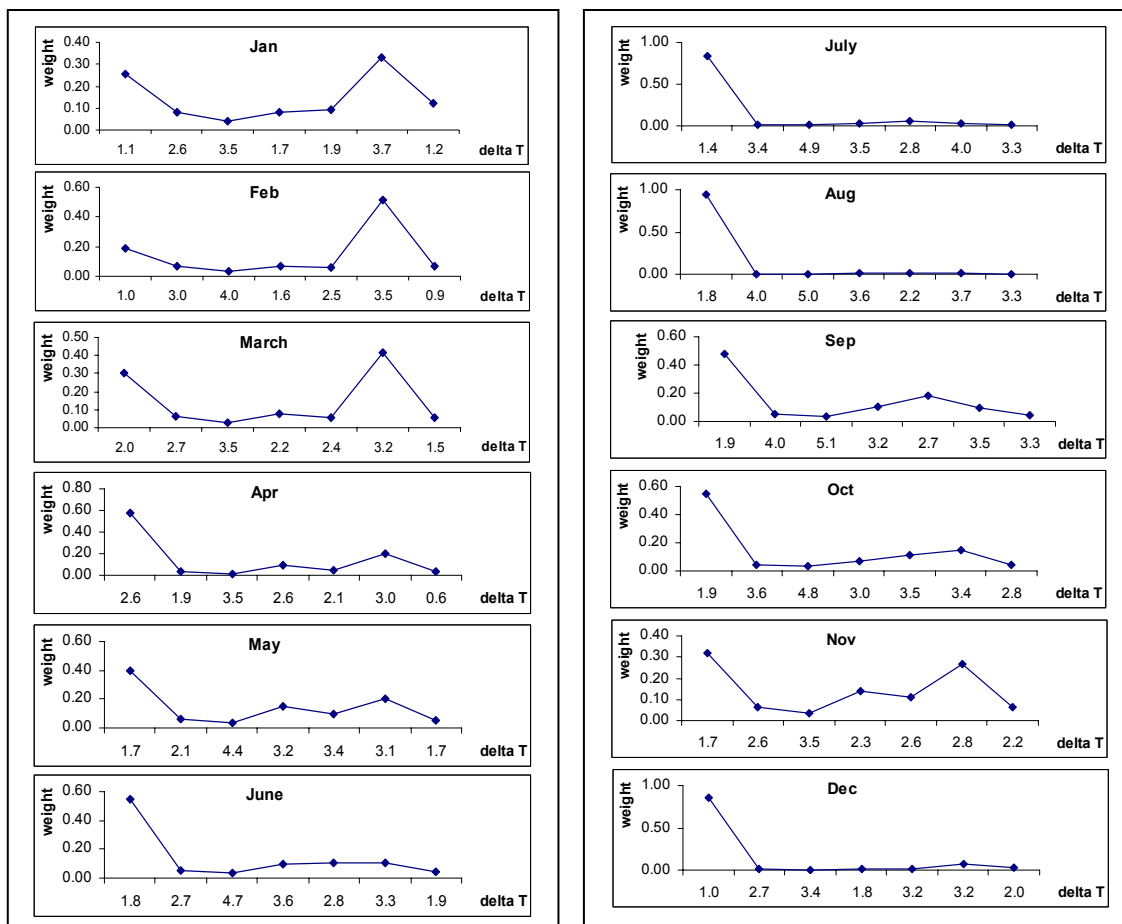 Jan
weight
0.40
0.30
0.20
0.10
0.00
1.1 2.6 3.5 1.7 1.9 3.7 1.2 delta T
Feb
weight
0.60
0.40
0.20
0.00
1.0 3.0 4.0 1.6 2.5 3.5 0.9 delta T
March
weight
0.50
0.40
0.30
0.20
0.10
0.00
2.0 2.7 3.5 2.2 2.4 3.2 1.5 delta T
Apr
weight
0.80
0.60
0.40
0.20
0.00
2.6 1.9 3.5 2.6 2.1 3.0 0.6 delta T
May
weight
0.60
0.40
0.20
0.00
1.7 2.1 4.4 3.2 3.4 3.1 1.7 delta T
June
weight
0.60
0.40
0.20
0.00
1.8 2.7 4.7 3.6 2.8 3.3 1.9 delta T
July
weight
1.00
0.50
0.00
1.4 3.4 4.9 3.5 2.8 4.0 3.3 delta T
Aug
weight
1.00
0.50
0.00
1.8 4.0 5.0 3.6 2.2 3.7 3.3 delta T
Sep
weight
0.60
0.40
0.20
0.00
1.9 4.0 5.1 3.2 2.7 3.5 3.3 delta T
Oct
weight
0.60
0.40
0.20
0.00
1.9 3.6 4.8 3.0 3.5 3.4 2.8 delta T
Nov
weight
0.40
0.30
0.20
0.10
0.00
1.7 2.6 3.5 2.3 2.6 2.8 2.2 delta T
Dec
weight
1.00
0.50
0.00
1.0 2.7 3.4 1.8 3.2 3.2 2.0 delta T